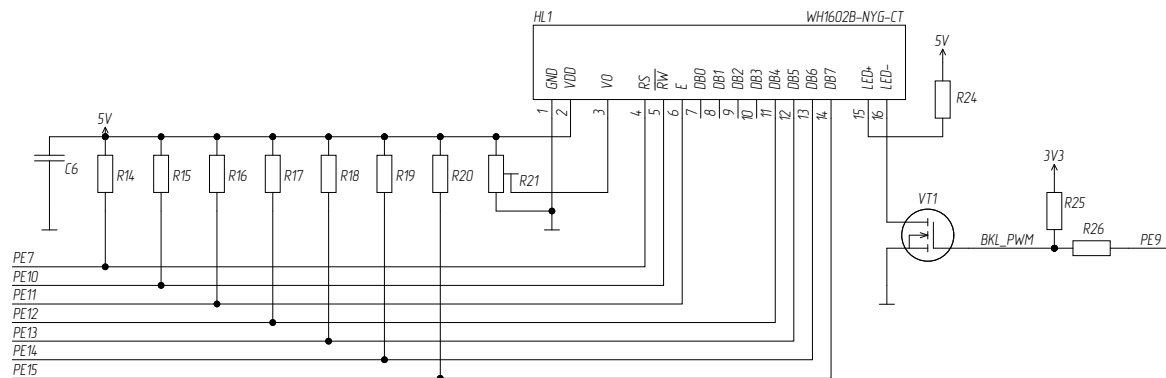 HL1 WH1602B-NYG-CT
GND VDD VO RS RW E DB0 DB1 DB2 DB3 DB4 DB5 DB6 DB7 LED+ LED-
1 2 3 4 5 6 7 8 9 10 11 12 13 14 15 16
5V
R24
5V
C6 R14 R15 R16 R17 R18 R19 R20 R21
3V3
VT1
R25
R26
BKL_PWM PE9
PE7
PE10
PE11
PE12
PE13
PE14
PE15